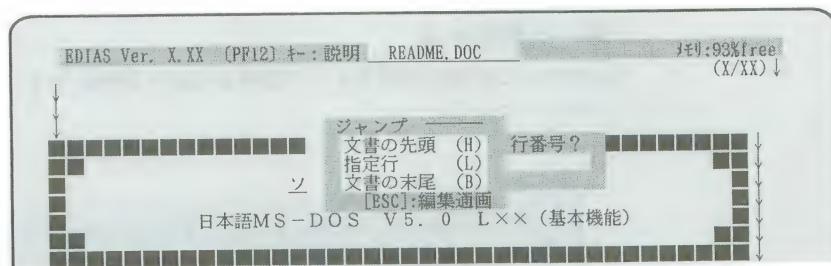 EDIAS Ver. X.XX 〔PF12〕キー:説明 README.DOC ﾒﾓﾘ:93%free
(X/XX)↓
ジャンプ
文書の先頭 (H) 行番号?
指定行 (L)
ソ 文書の末尾 (B)
[ESC]:編集画面
日本語MS-DOS V5.0 L××(基本機能)